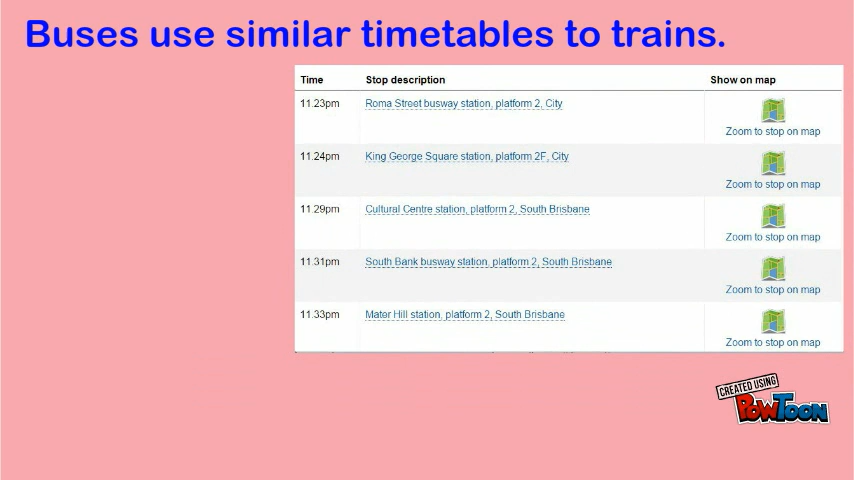 Buses use similar timetables to trains.
Time Stop description Show on map
11.23pm Roma Street busway station, platform 2, City
Zoom to stop on map
11.24pm King George Square station, platform 2F, City
Zoom to stop on map
11.29pm Cultural Centre station, platform 2, South Brisbane
Zoom to stop on map
11.31pm South Bank busway station, platform 2, South Brisbane
Zoom to stop on map
11.33pm Mater Hill station, platform 2, South Brisbane
Zoom to stop on map
CREATED USING
POWTOON